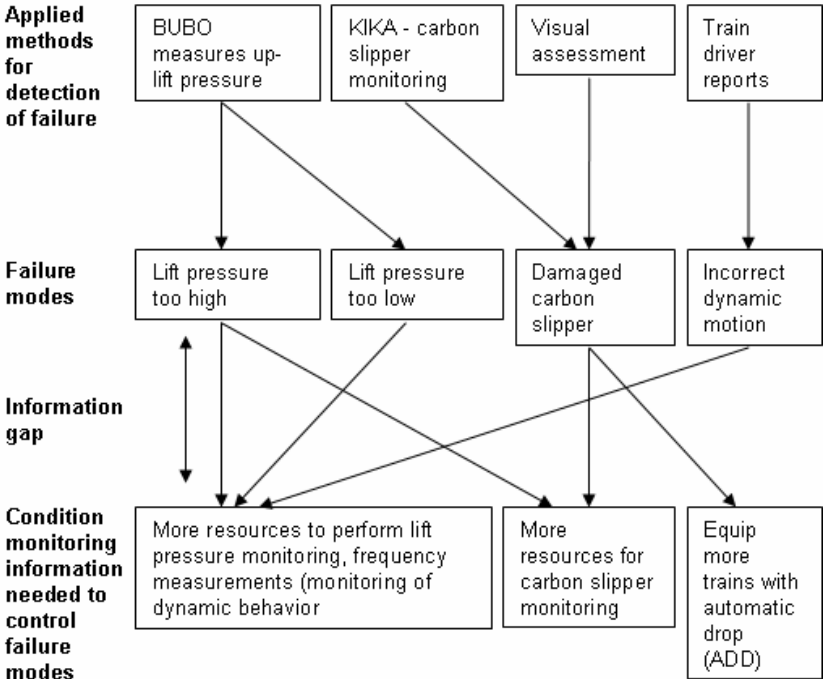 Applied
methods
for
detection
of failure
BUBO
measures up-
lift pressure
KIKA - carbon
slipper
monitoring
Visual
assessment
Train
driver
reports
Failure
modes
Lift pressure
too high
Lift pressure
too low
Damaged
carbon
slipper
Incorrect
dynamic
motion
Information
gap
Condition
monitoring
information
needed to
control
failure
modes
More resources to perform lift
pressure monitoring, frequency
measurements (monitoring of
dynamic behavior
More
resources for
carbon slipper
monitoring
Equip
more
trains with
automatic
drop
(ADD)